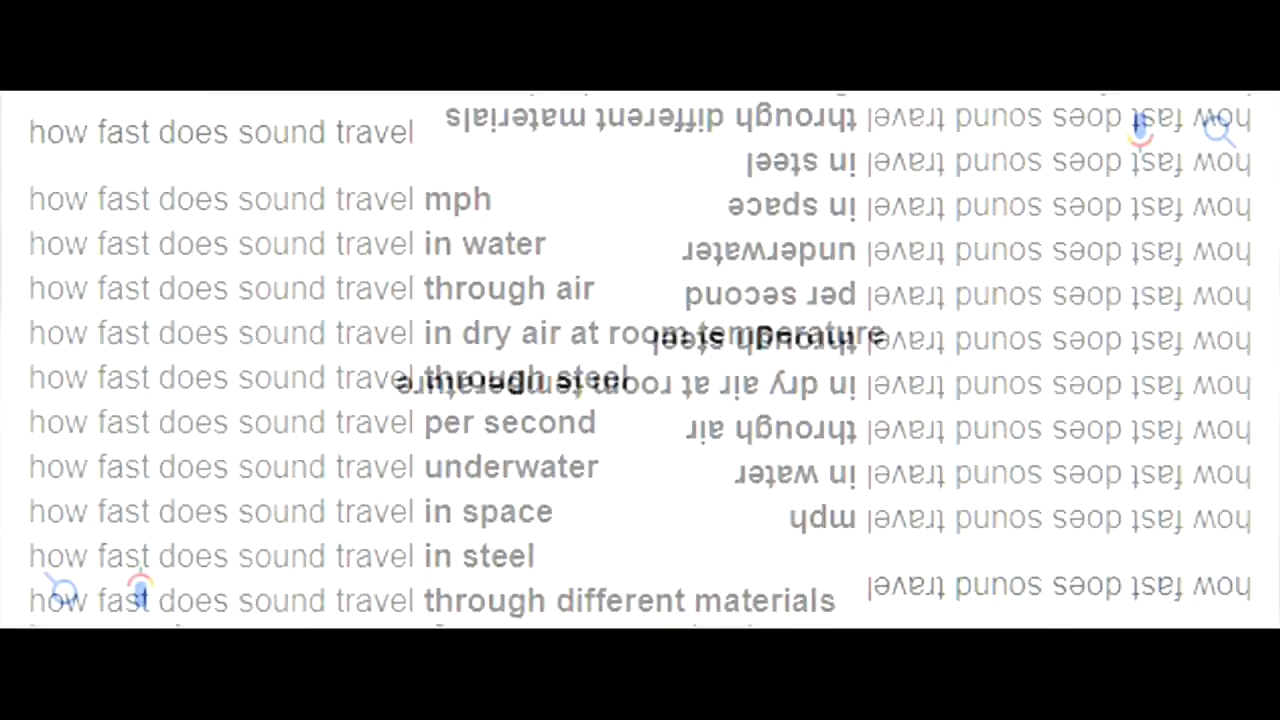 how fast does sound travel
how fast does sound travel mph
how fast does sound travel in water
how fast does sound travel through air
how fast does sound travel in dry air at room temperature
how fast does sound travel through steel
how fast does sound travel per second
how fast does sound travel underwater
how fast does sound travel in space
how fast does sound travel in steel
how fast does sound travel through different materials
how fast does sound travel
how fast does sound travel mph
how fast does sound travel in water
how fast does sound travel through air
how fast does sound travel in dry air at room temperature
how fast does sound travel through steel
how fast does sound travel per second
how fast does sound travel underwater
how fast does sound travel in space
how fast does sound travel in steel
how fast does sound travel through different materials